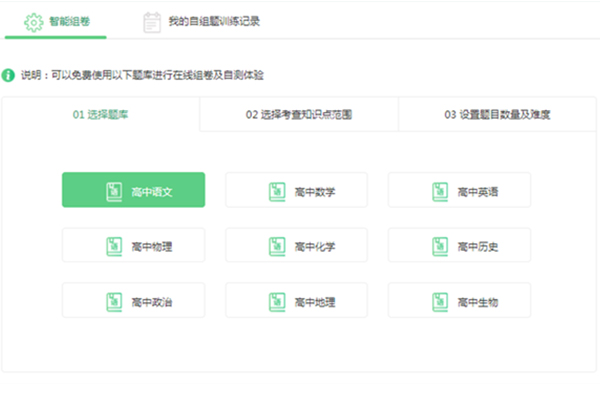 智能组卷 我的自组题训练记录
说明：可以免费使用以下题库进行在线组卷及自测体验
01 选择题库 02 选择考查知识点范围 03 设置题目数量及难度
高中语文 高中数学 高中英语
高中物理 高中化学 高中历史
高中政治 高中地理 高中生物